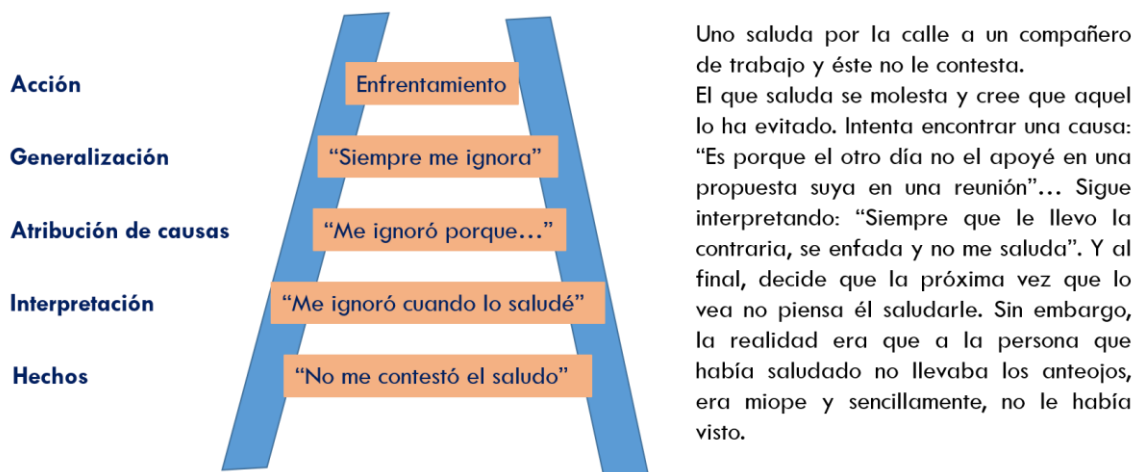 Acción
Enfrentamiento
Generalización
“Siempre me ignora”
Atribución de causas
“Me ignoró porque…”
Interpretación
“Me ignoró cuando lo saludé”
Hechos
“No me contestó el saludo”
Uno saluda por la calle a un compañero
de trabajo y éste no le contesta.
El que saluda se molesta y cree que aquel
lo ha evitado. Intenta encontrar una causa:
“Es porque el otro día no el apoyé en una
propuesta suya en una reunión”… Sigue
interpretando: “Siempre que le llevo la
contraria, se enfada y no me saluda”. Y al
final, decide que la próxima vez que lo
vea no piensa él saludarle. Sin embargo,
la realidad era que a la persona que
había saludado no llevaba los anteojos,
era miope y sencillamente, no le había
visto.